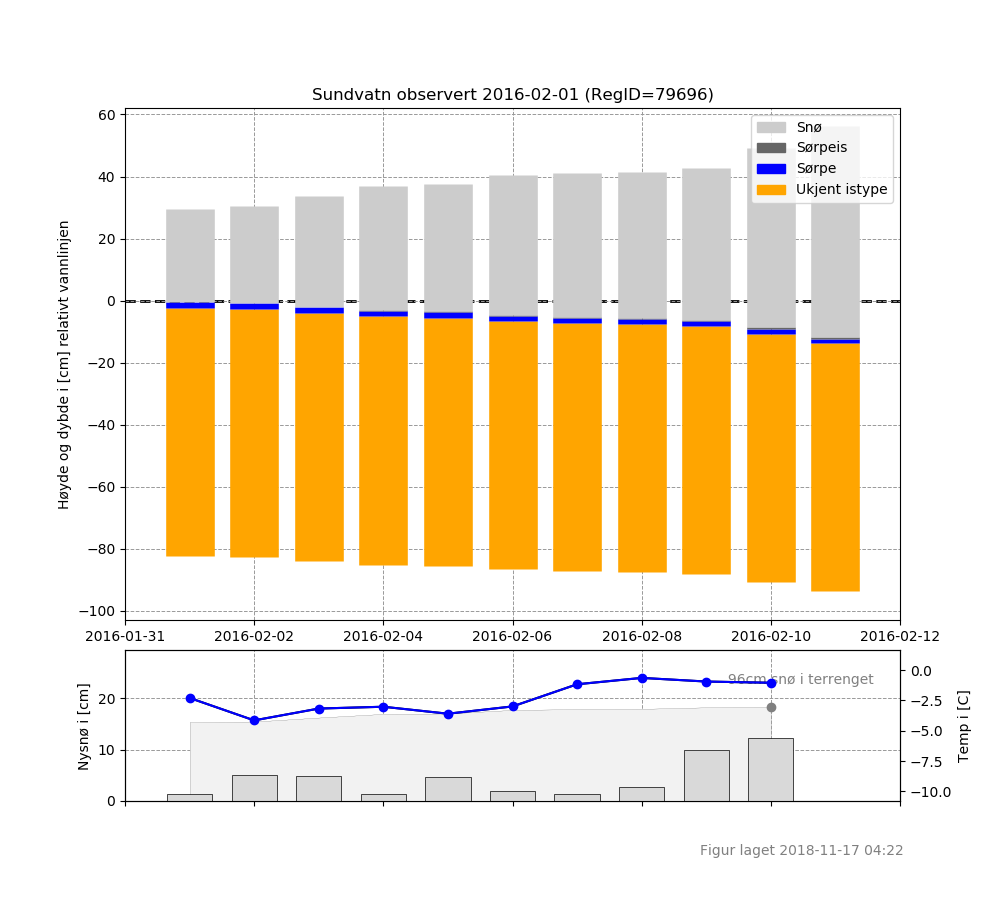 Sundvatn observert 2016-02-01 (RegID=79696)
Høyde og dybde i [cm] relativt vannlinjen
60
40
20
0
−20
−40
−60
−80
−100
Snø
Sørpeis
Sørpe
Ukjent istype
2016-01-31 2016-02-02 2016-02-04 2016-02-06 2016-02-08 2016-02-10 2016-02-12
Nysnø i [cm]
20
10
0
96cm snø i terrenget
0.0
−2.5
−5.0
−7.5
−10.0
Temp i [C]
Figur laget 2018-11-17 04:22